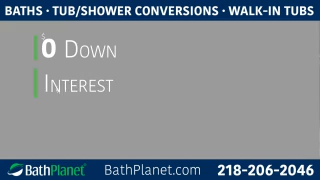 BATHS · TUB/SHOWER CONVERSIONS · WALK-IN TUBS
$0 DOWN
INTEREST
BathPlanet® BathPlanet.com 218-206-2046